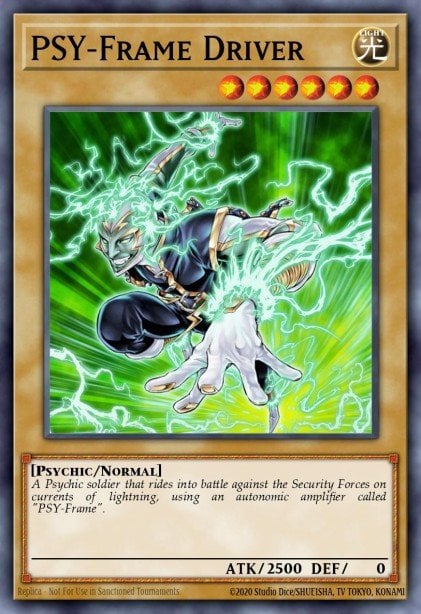 PSY-FRAME DRIVER
LIGHT
光
[PSYCHIC/NORMAL]
A Psychic soldier that rides into battle against the Security Forces on
currents of lightning, using an autonomic amplifier called
"PSY-Frame".
ATK/2500 DEF/ 0
Replica - Not For Use in Sanctioned Tournaments
©2020 Studio Dice/SHUEISHA, TV TOKYO, KONAMI